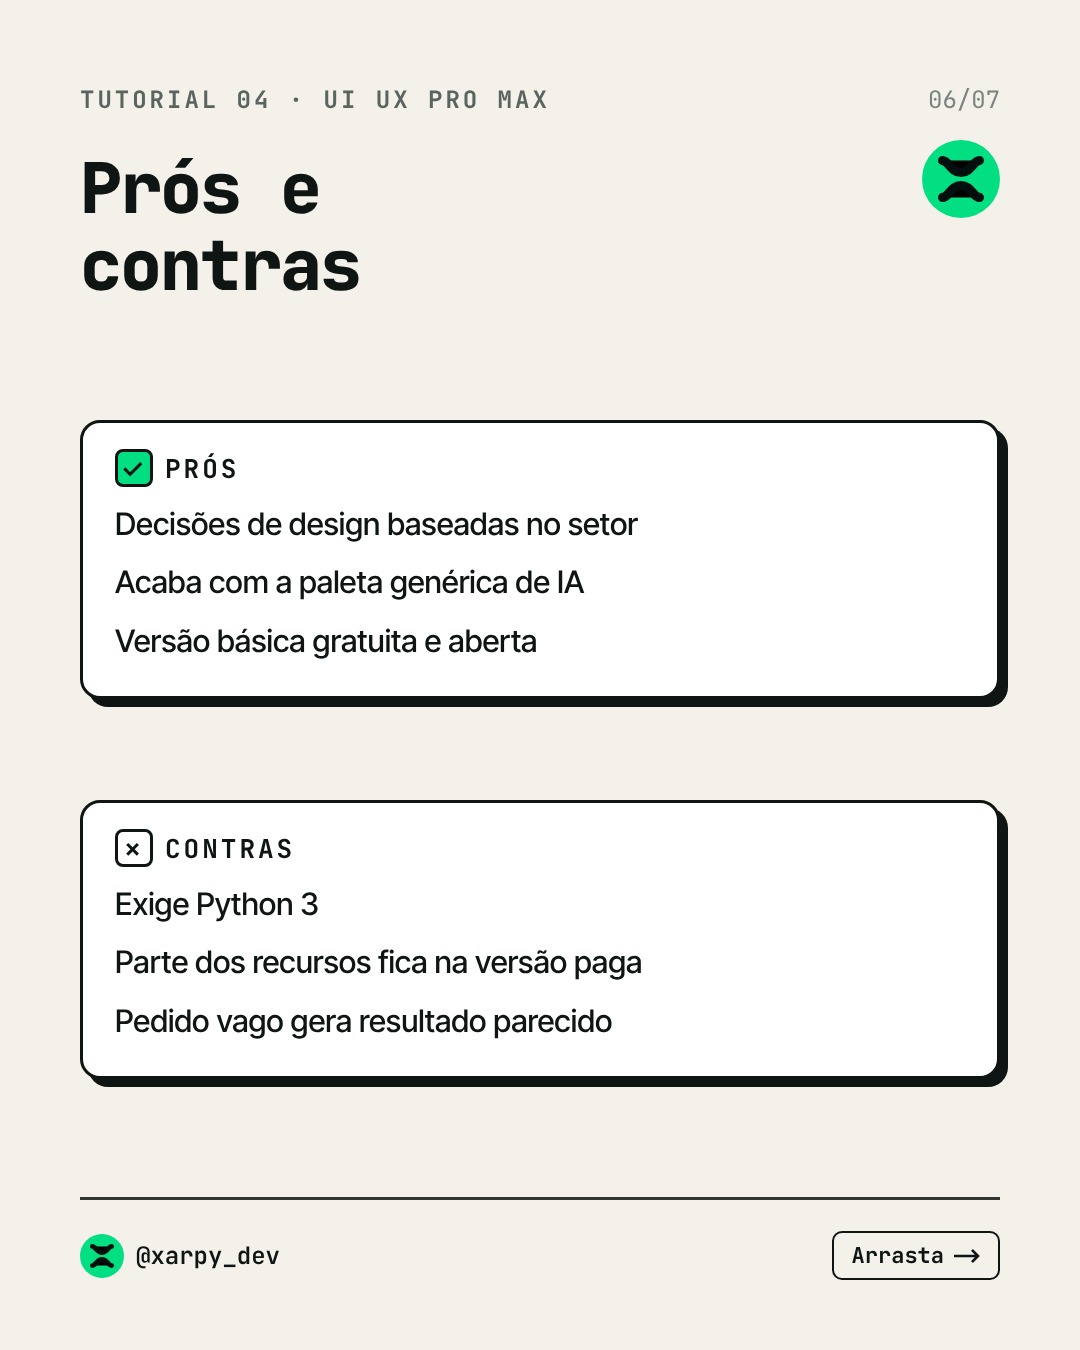 TUTORIAL 04 · UI UX PRO MAX
06/07
Prós e
contras
PRÓS
Decisões de design baseadas no setor
Acaba com a paleta genérica de IA
Versão básica gratuita e aberta
CONTRAS
Exige Python 3
Parte dos recursos fica na versão paga
Pedido vago gera resultado parecido
@xarpy_dev
Arrasta →